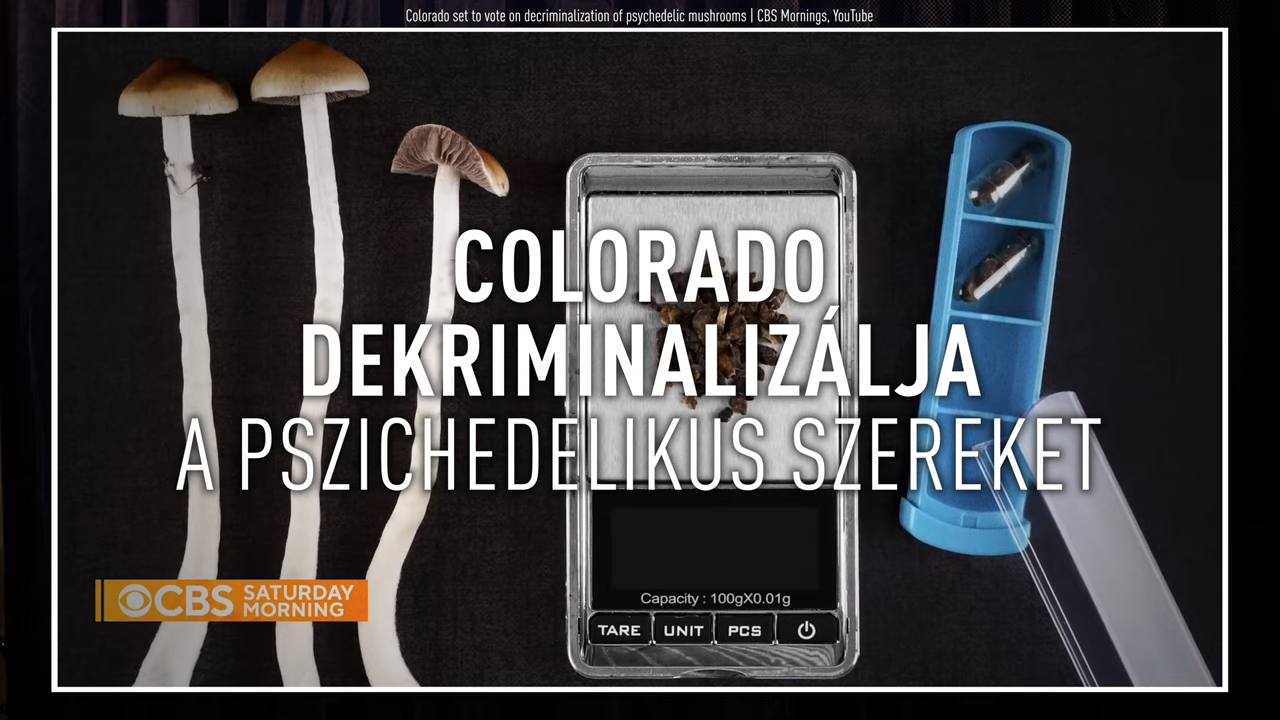 Colorado set to vote on decriminalization of psychedelic mushrooms | CBS Mornings, YouTube
COLORADO
DEKRIMINALIZÁLJA
A PSZICHEDELIKUS SZEREKET
Capacity : 100gX0.01g
TARE UNIT PCS
CBS SATURDAY
MORNING